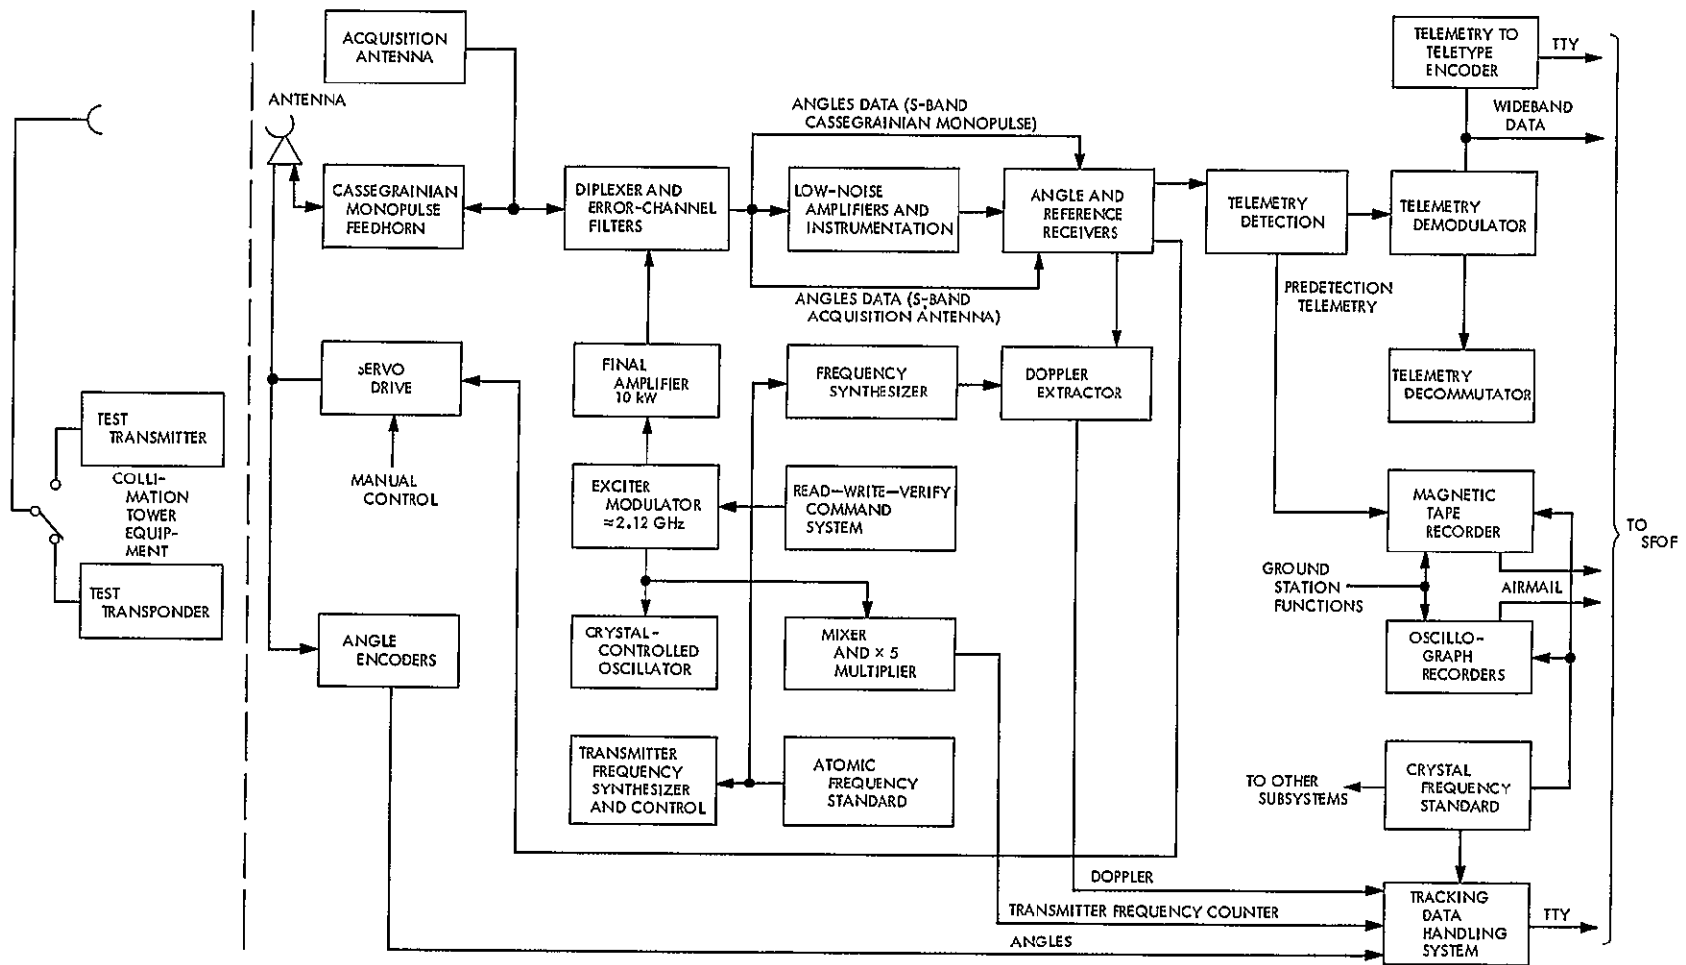 ACQUISITION
ANTENNA
ANTENNA
CASSEGRAINIAN
MONOPULSE
FEEDHORN
DIPLEXER AND
ERROR-CHANNEL
FILTERS
ANGLES DATA (S-BAND
CASSEGRAINIAN MONOPULSE)
LOW-NOISE
AMPLIFIERS AND
INSTRUMENTATION
ANGLES DATA (S-BAND
ACQUISITION ANTENNA)
ANGLE AND
REFERENCE
RECEIVERS
TELEMETRY
DETECTION
PREDETECTION
TELEMETRY
TELEMETRY TO
TELETYPE
ENCODER
TTY
WIDEBAND
DATA
TELEMETRY
DEMODULATOR
TELEMETRY
DECOMMUTATOR
SERVO
DRIVE
MANUAL
CONTROL
FINAL
AMPLIFIER
10 kW
FREQUENCY
SYNTHESIZER
DOPPLER
EXTRACTOR
TEST
TRANSMITTER
COLLI-
MATION
TOWER
EQUIP-
MENT
TEST
TRANSPONDER
EXCITER
MODULATOR
≈2.12 GHz
READ-WRITE-VERIFY
COMMAND
SYSTEM
MAGNETIC
TAPE
RECORDER
GROUND
STATION
FUNCTIONS
AIRMAIL
TO
SFOF
ANGLE
ENCODERS
CRYSTAL-
CONTROLLED
OSCILLATOR
MIXER
AND × 5
MULTIPLIER
OSCILLO-
GRAPH
RECORDERS
TRANSMITTER
FREQUENCY
SYNTHESIZER
AND CONTROL
ATOMIC
FREQUENCY
STANDARD
TO OTHER
SUBSYSTEMS
CRYSTAL
FREQUENCY
STANDARD
DOPPLER
TRANSMITTER FREQUENCY COUNTER
ANGLES
TRACKING
DATA
HANDLING
SYSTEM
TTY